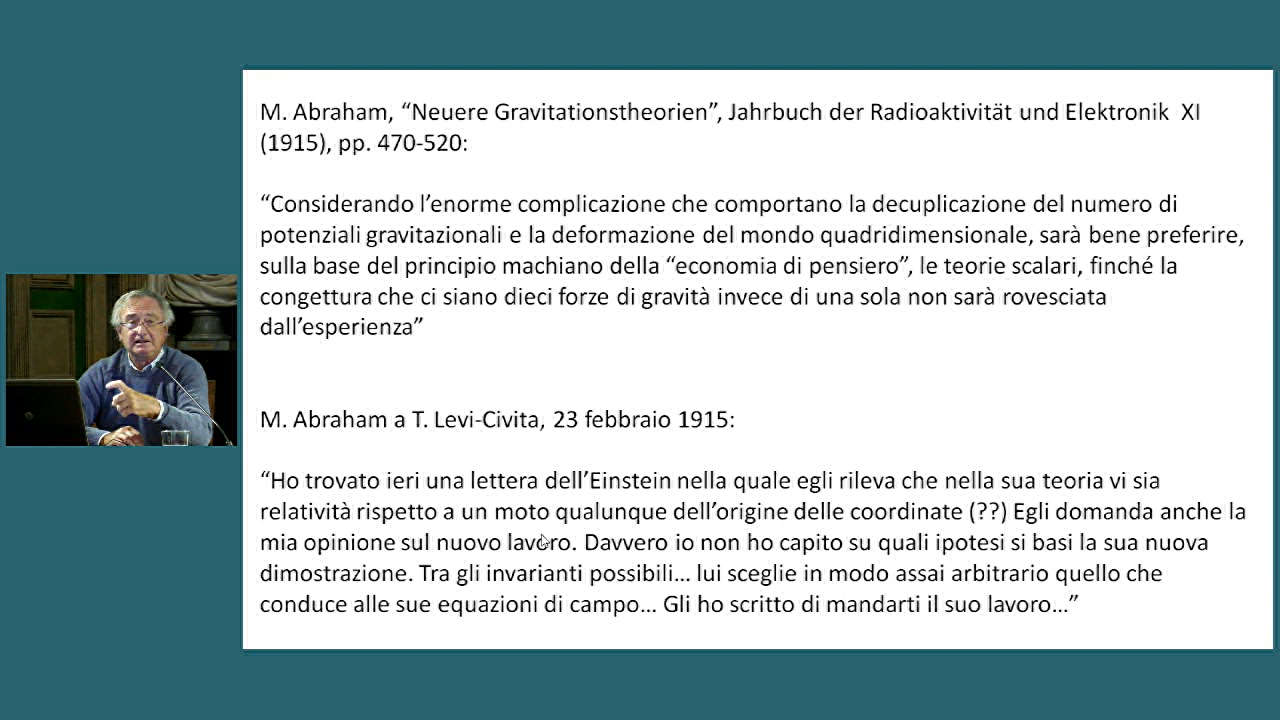 M. Abraham, “Neuere Gravitationstheorien”, Jahrbuch der Radioaktivität und Elektronik XI
(1915), pp. 470-520:
“Considerando l’enorme complicazione che comportano la decuplicazione del numero di
potenziali gravitazionali e la deformazione del mondo quadridimensionale, sarà bene preferire,
sulla base del principio machiano della “economia di pensiero”, le teorie scalari, finché la
congettura che ci siano dieci forze di gravità invece di una sola non sarà rovesciata
dall’esperienza”
M. Abraham a T. Levi-Civita, 23 febbraio 1915:
“Ho trovato ieri una lettera dell’Einstein nella quale egli rileva che nella sua teoria vi sia
relatività rispetto a un moto qualunque dell’origine delle coordinate (??) Egli domanda anche la
mia opinione sul nuovo lavoro. Davvero io non ho capito su quali ipotesi si basi la sua nuova
dimostrazione. Tra gli invarianti possibili... lui sceglie in modo assai arbitrario quello che
conduce alle sue equazioni di campo... Gli ho scritto di mandarti il suo lavoro...”